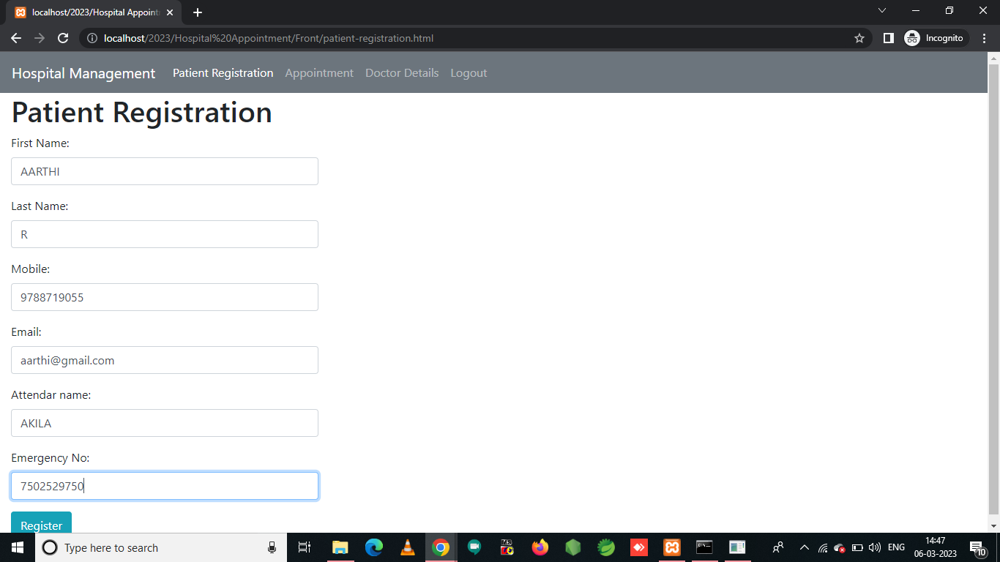 localhost/2023/Hospital Appoint
localhost/2023/Hospital%20Appointment/Front/patient-registration.html
Incognito
Hospital Management Patient Registration Appointment Doctor Details Logout
Patient Registration
First Name:
AARTHI
Last Name:
R
Mobile:
9788719055
Email:
aarthi@gmail.com
Attendar name:
AKILA
Emergency No:
7502529750
Register
Type here to search
ENG
14:47
06-03-2023
10